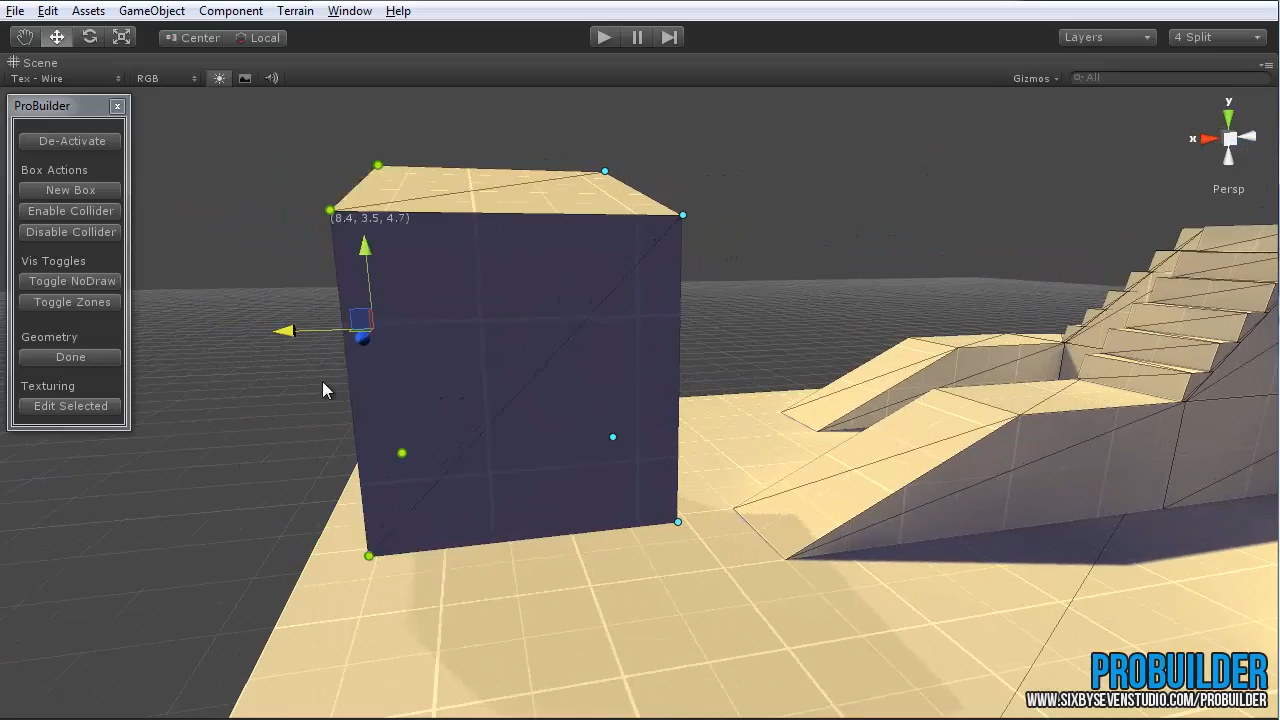 File Edit Assets GameObject Component Terrain Window Help
Center Local Layers 4 Split
Scene
Tex - Wire RGB Gizmos All
ProBuilder x
De-Activate
Box Actions
New Box
Enable Collider
Disable Collider
Vis Toggles
Toggle NoDraw
Toggle Zones
Geometry
Done
Texturing
Edit Selected
y
x
Persp
(8.4, 3.5, 4.7)
PROBUILDER
WWW.SIXBYSEVENSTUDIO.COM/PROBUILDER